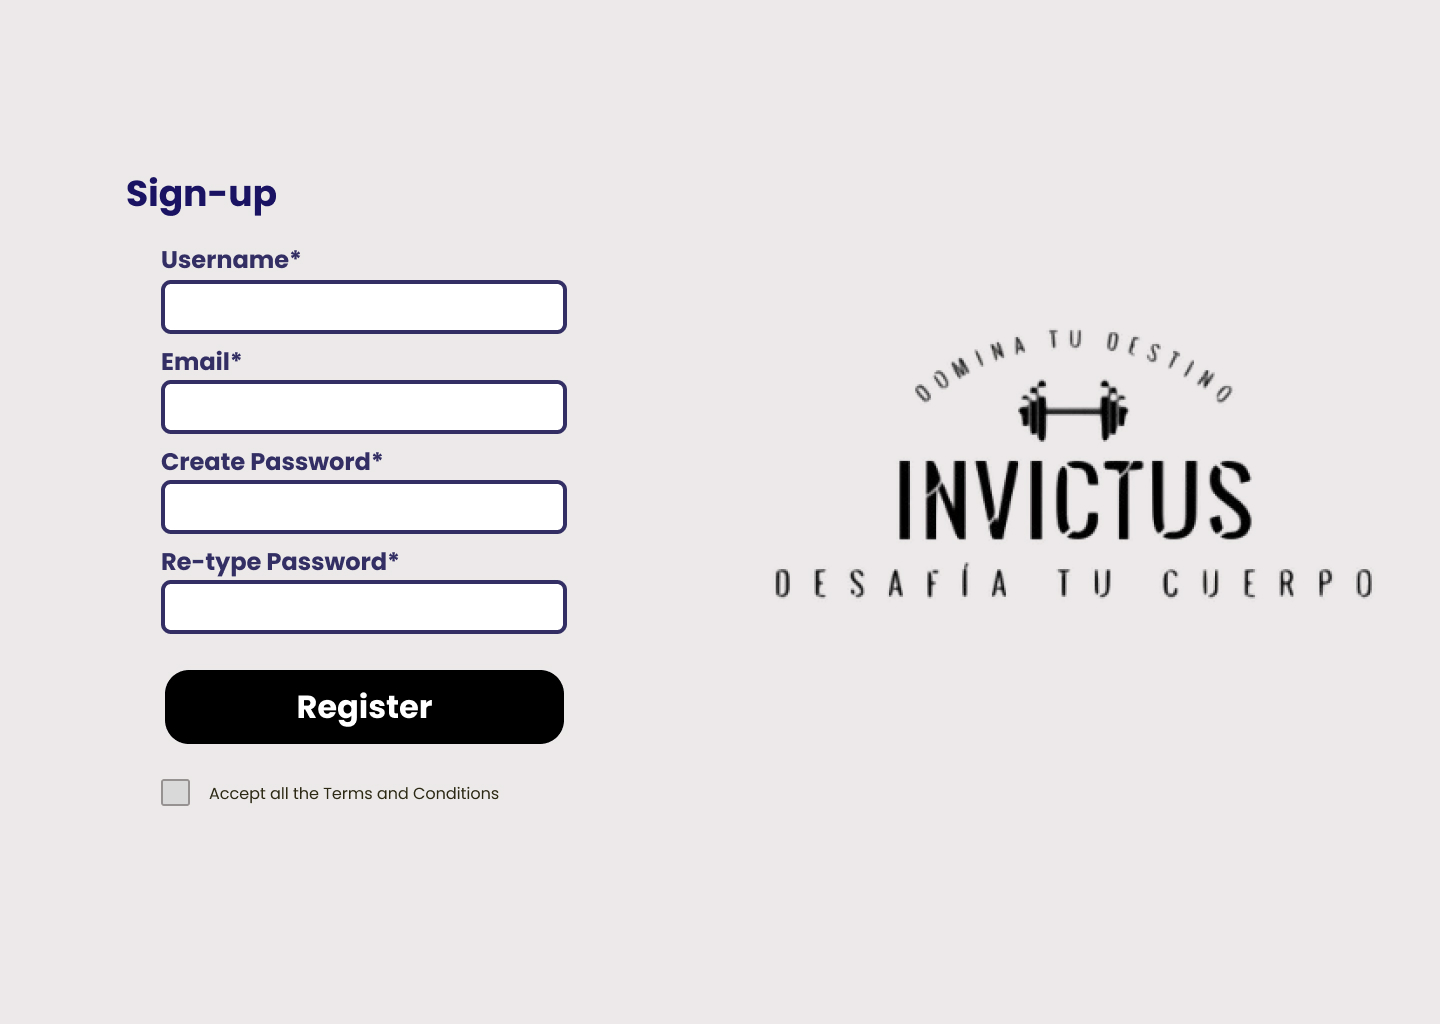 Sign-up
Username*
Email*
Create Password*
Re-type Password*
Register
Accept all the Terms and Conditions
DOMINA TU DESTINO
INVICTUS
DESAFÍA TU CUERPO